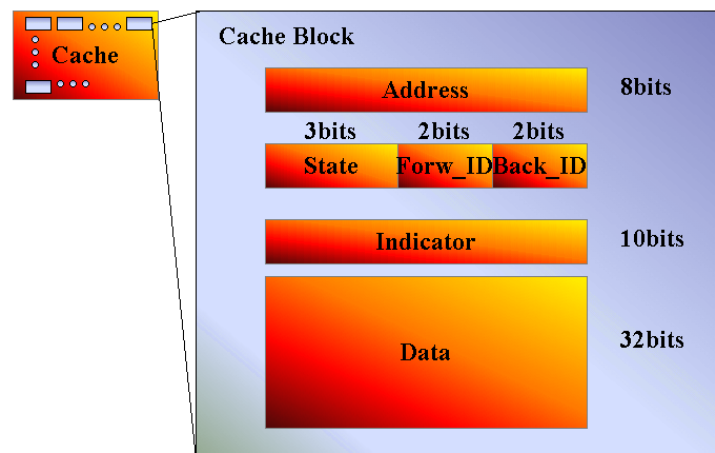 Cache
Cache Block
Address 8bits
3bits 2bits 2bits
State Forw_ID Back_ID
Indicator 10bits
Data 32bits